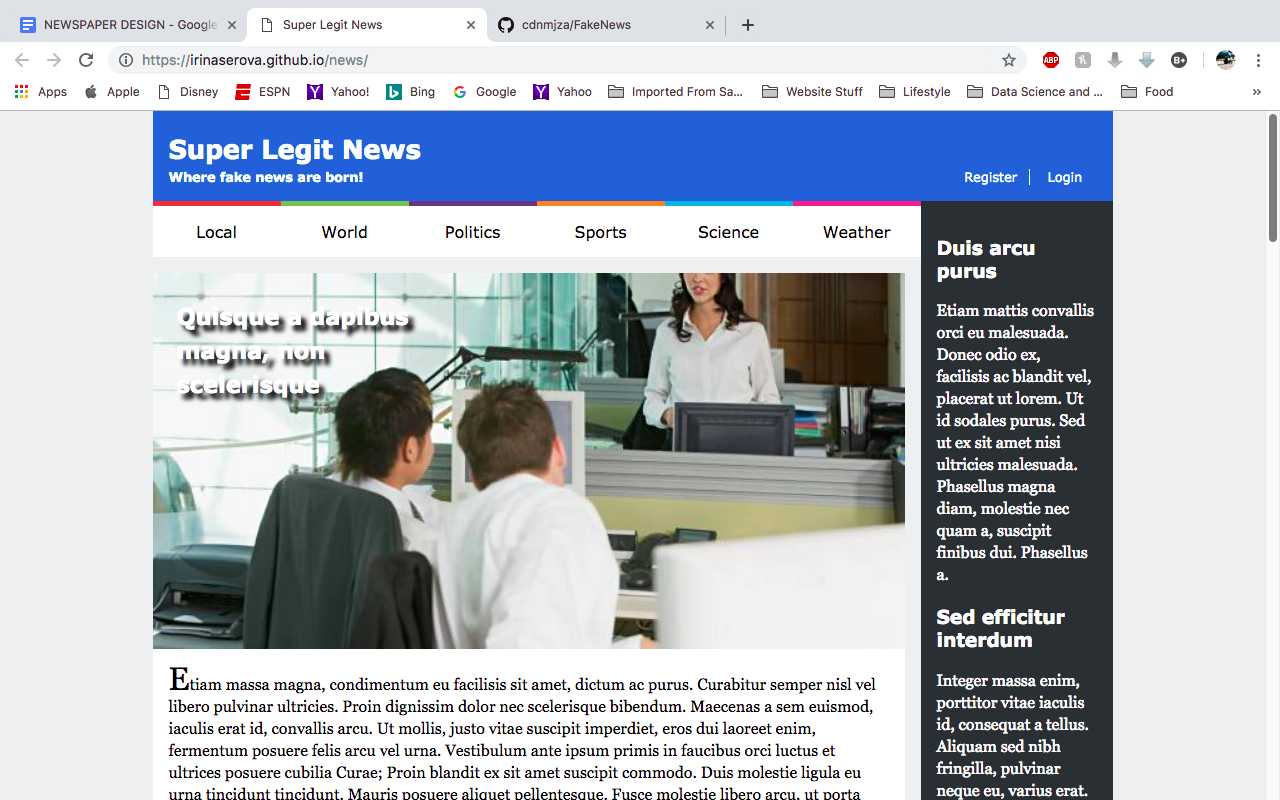 NEWSPAPER DESIGN - Google
Super Legit News
cdnmjza/FakeNews
https://irinaserova.github.io/news/
ABP
B+
Apps
Apple
Disney
ESPN
Yahoo!
Bing
Google
Yahoo
Imported From Sa...
Website Stuff
Lifestyle
Data Science and ...
Food
»
Super Legit News
Where fake news are born!
Register
Login
Local
World
Politics
Sports
Science
Weather
Quisque a dapibus
magna, non
scelerisque
Etiam massa magna, condimentum eu facilisis sit amet, dictum ac purus. Curabitur semper nisl vel
libero pulvinar ultricies. Proin dignissim dolor nec scelerisque bibendum. Maecenas a sem euismod,
iaculis erat id, convallis arcu. Ut mollis, justo vitae suscipit imperdiet, eros dui laoreet enim,
fermentum posuere felis arcu vel urna. Vestibulum ante ipsum primis in faucibus orci luctus et
ultrices posuere cubilia Curae; Proin blandit ex sit amet suscipit commodo. Duis molestie ligula eu
urna tincidunt tincidunt. Mauris posuere aliquet pellentesque. Fusce molestie libero arcu, ut porta
Duis arcu
purus
Etiam mattis convallis
orci eu malesuada.
Donec odio ex,
facilisis ac blandit vel,
placerat ut lorem. Ut
id sodales purus. Sed
ut ex sit amet nisi
ultricies malesuada.
Phasellus magna
diam, molestie nec
quam a, suscipit
finibus dui. Phasellus
a.
Sed efficitur
interdum
Integer massa enim,
porttitor vitae iaculis
id, consequat a tellus.
Aliquam sed nibh
fringilla, pulvinar
neque eu, varius erat.